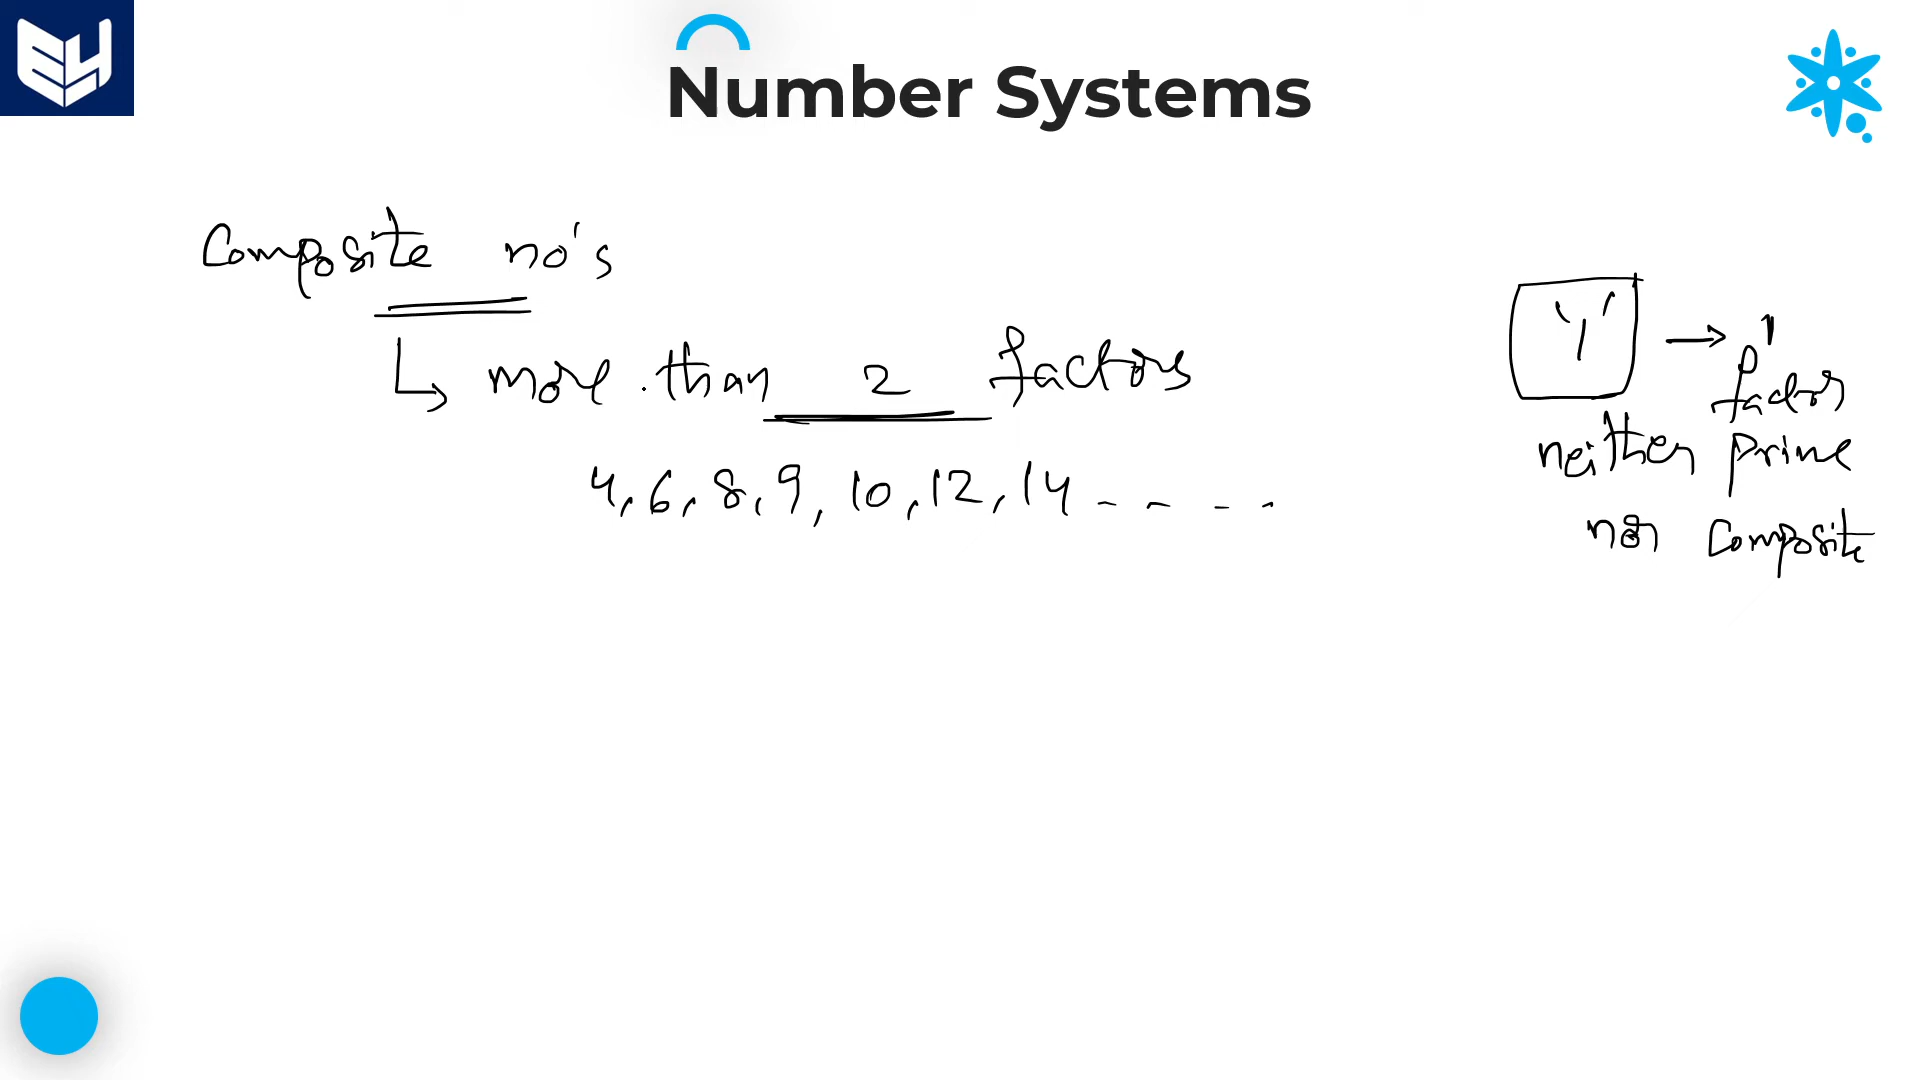 EY
Number Systems
Composite no's
↳ more than 2 factors
4, 6, 8, 9, 10, 12, 14 - - - -
'1' → 1
factor
neither prime
nor composite